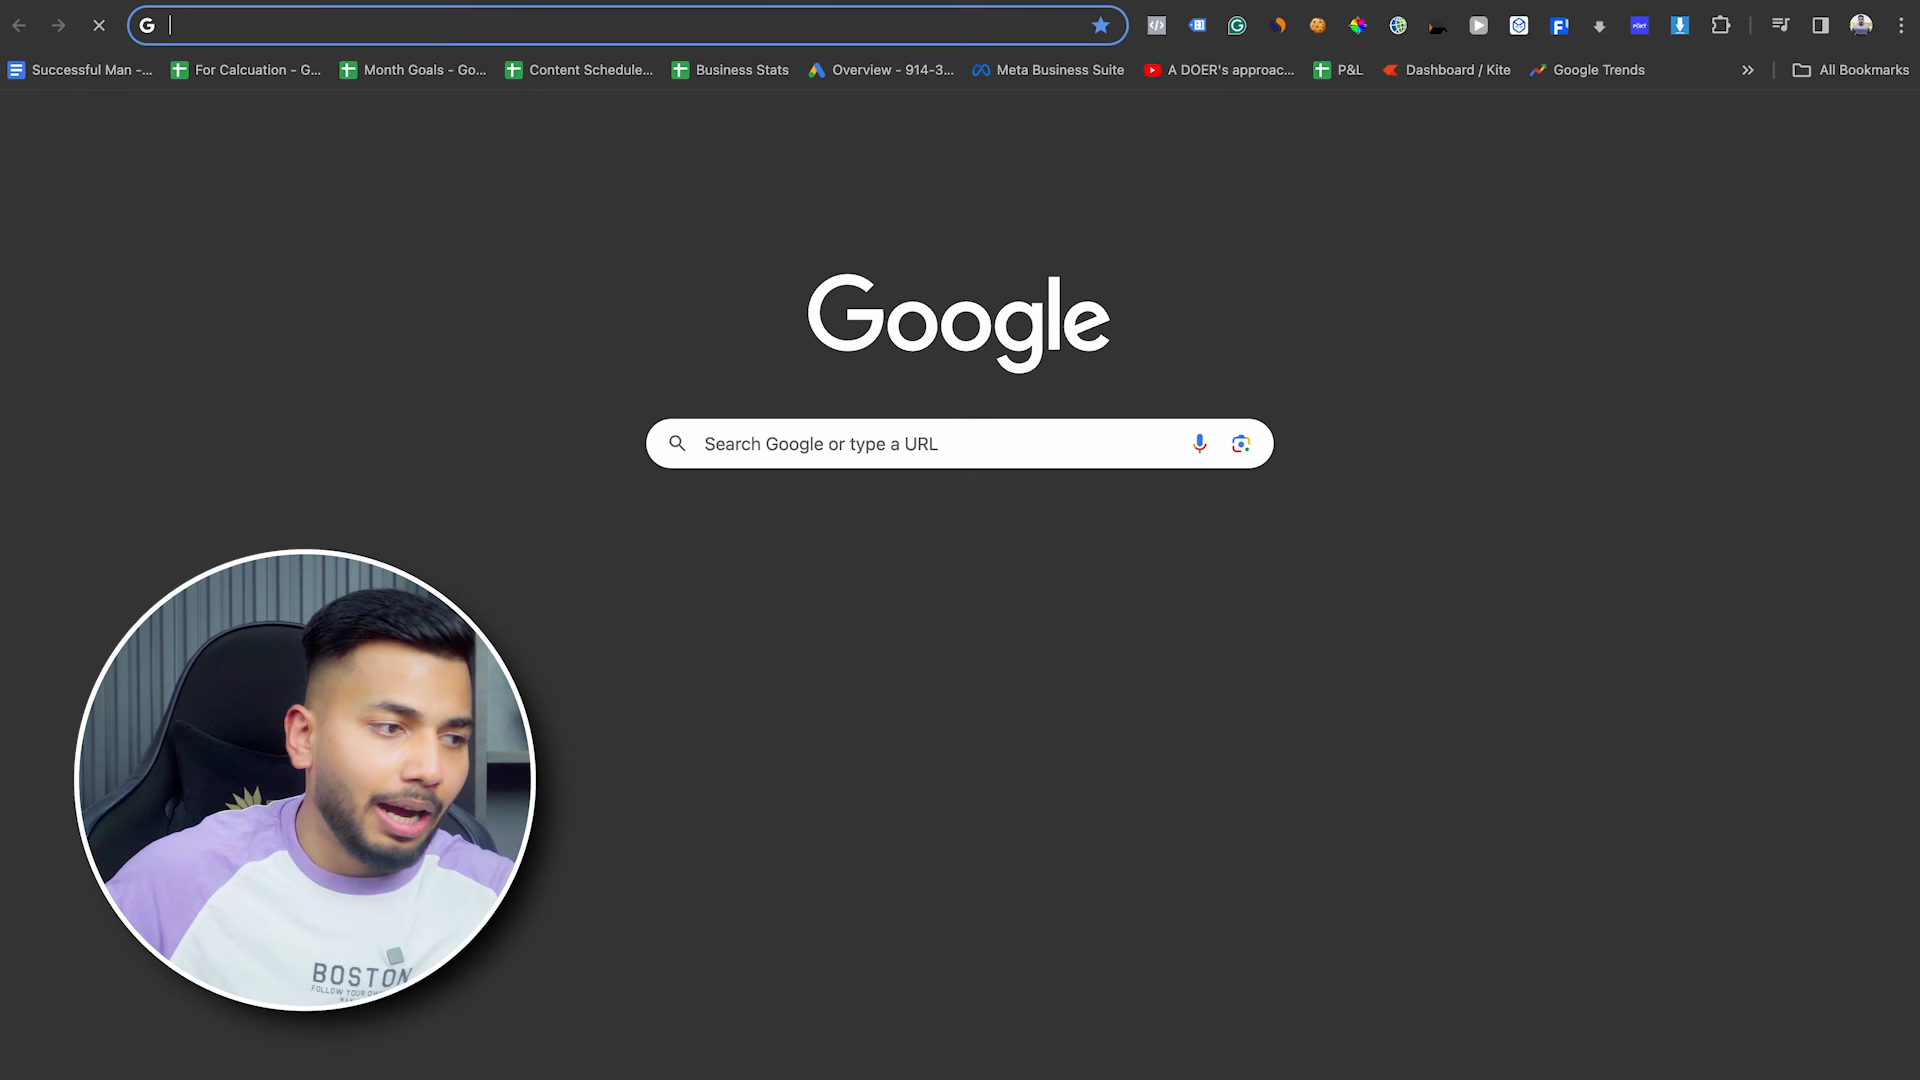 Successful Man -...
For Calcuation - G...
Month Goals - Go...
Content Schedule...
Business Stats
Overview - 914-3...
Meta Business Suite
A DOER's approac...
P&L
Dashboard / Kite
Google Trends
All Bookmarks
Google
Search Google or type a URL
BOSTON